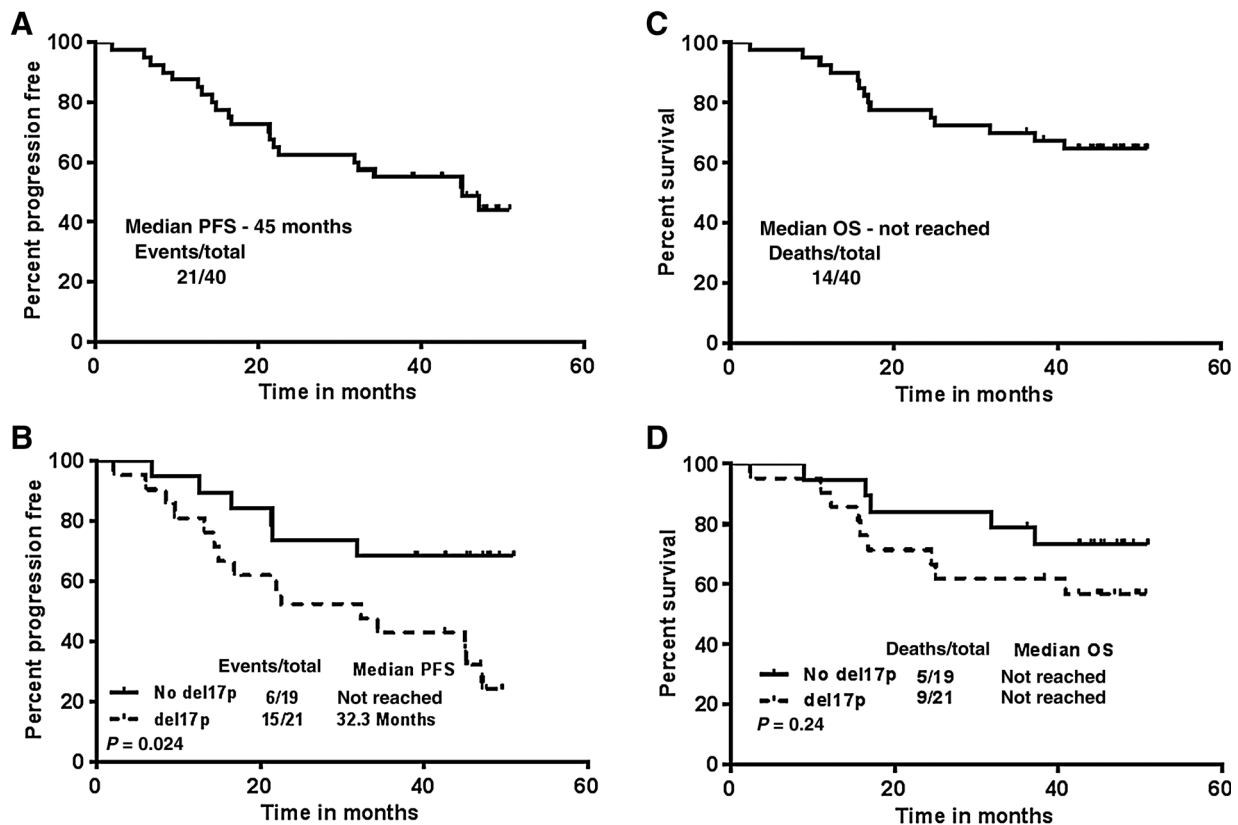 A
Percent progression free
100
80
60
40
20
0
Median PFS - 45 months
Events/total
21/40
0 20 40 60
Time in months
C
Percent survival
100
80
60
40
20
0
Median OS - not reached
Deaths/total
14/40
0 20 40 60
Time in months
B
Percent progression free
100
80
60
40
20
0
Events/total Median PFS
No del17p 6/19 Not reached
del17p 15/21 32.3 Months
P = 0.024
0 20 40 60
Time in months
D
Percent survival
100
80
60
40
20
0
Deaths/total Median OS
No del17p 5/19 Not reached
del17p 9/21 Not reached
P = 0.24
0 20 40 60
Time in months